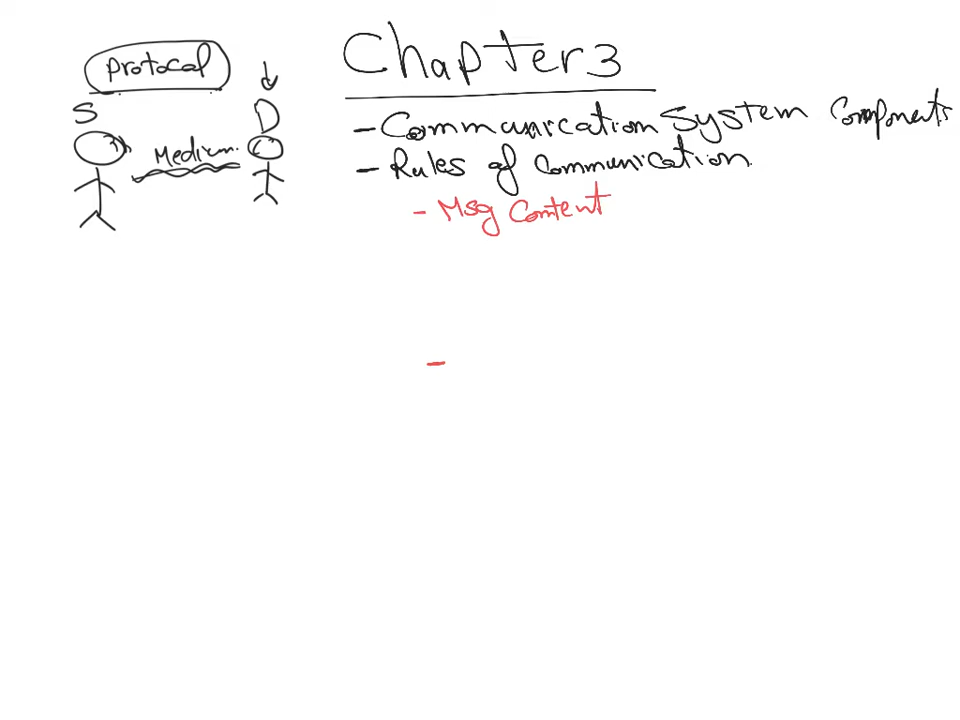 Protocol
S
D
Medium.
Chapter 3
- Communication System Components
- Rules of Communication
- Msg Content
-